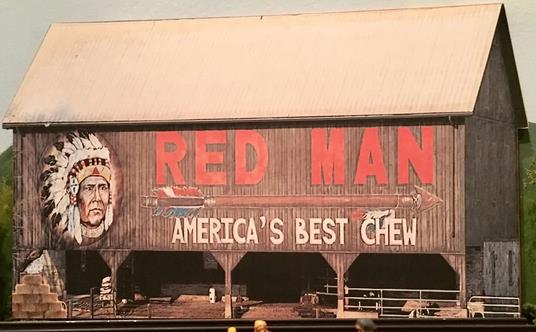 RED MAN
AMERICA'S BEST CHEW